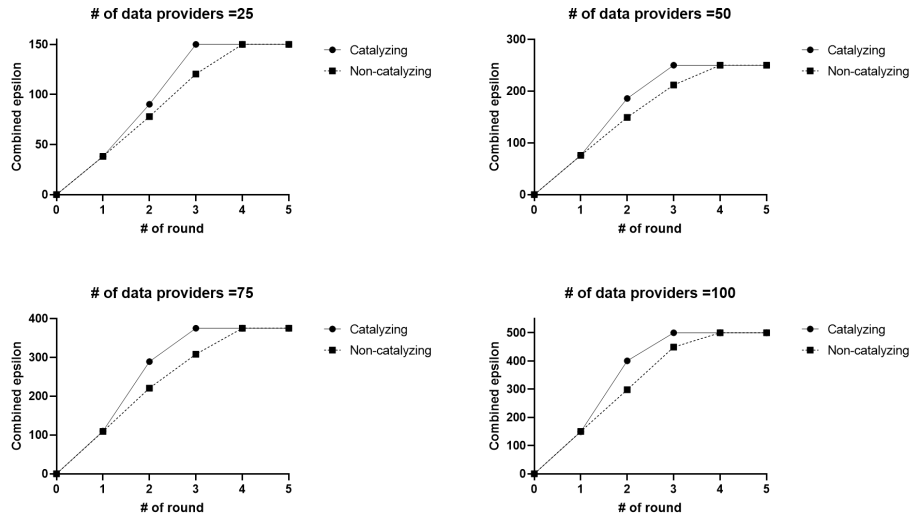 # of data providers =25
150
100
50
0
Combined epsilon
0 1 2 3 4 5
# of round
Catalyzing
Non-catalyzing
# of data providers =50
300
200
100
0
Combined epsilon
0 1 2 3 4 5
# of round
Catalyzing
Non-catalyzing
# of data providers =75
400
300
200
100
0
Combined epsilon
0 1 2 3 4 5
# of round
Catalyzing
Non-catalyzing
# of data providers =100
500
400
300
200
100
0
Combined epsilon
0 1 2 3 4 5
# of round
Catalyzing
Non-catalyzing